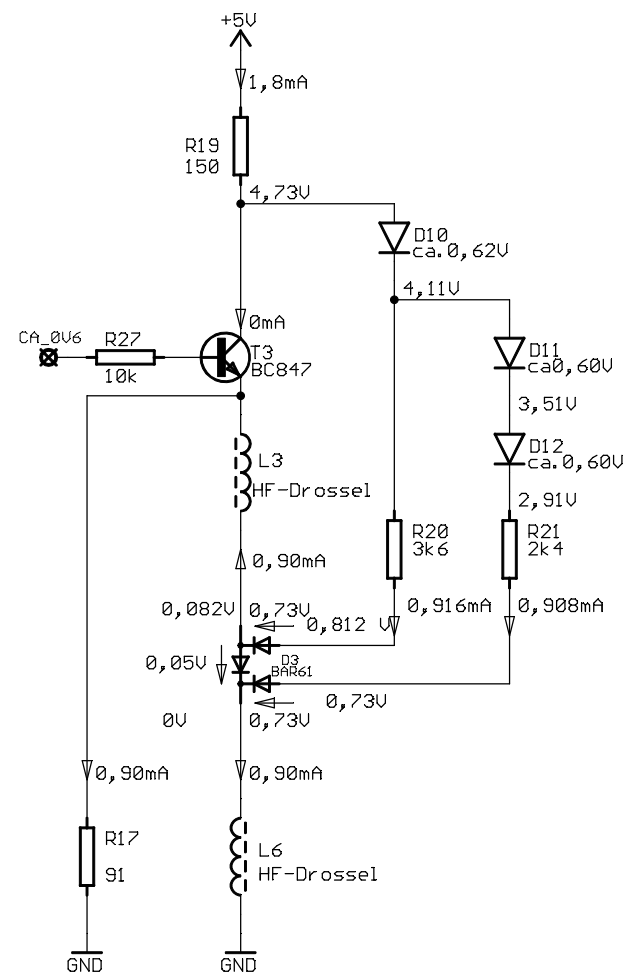 +5V
1,8mA
R19
150
4,73V
D10
ca.0,62V
4,11V
0mA
CA_0V6
R27
10k
T3
BC847
D11
ca0,60V
3,51V
D12
ca.0,60V
L3
HF-Drossel
2,91V
R20
3k6
R21
2k4
0,90mA
0,082V
0,73V
0,812 V
0,916mA
0,908mA
0,05V
D3
BAR61
0,73V
0V
0,73V
0,90mA
0,90mA
R17
91
L6
HF-Drossel
GND
GND